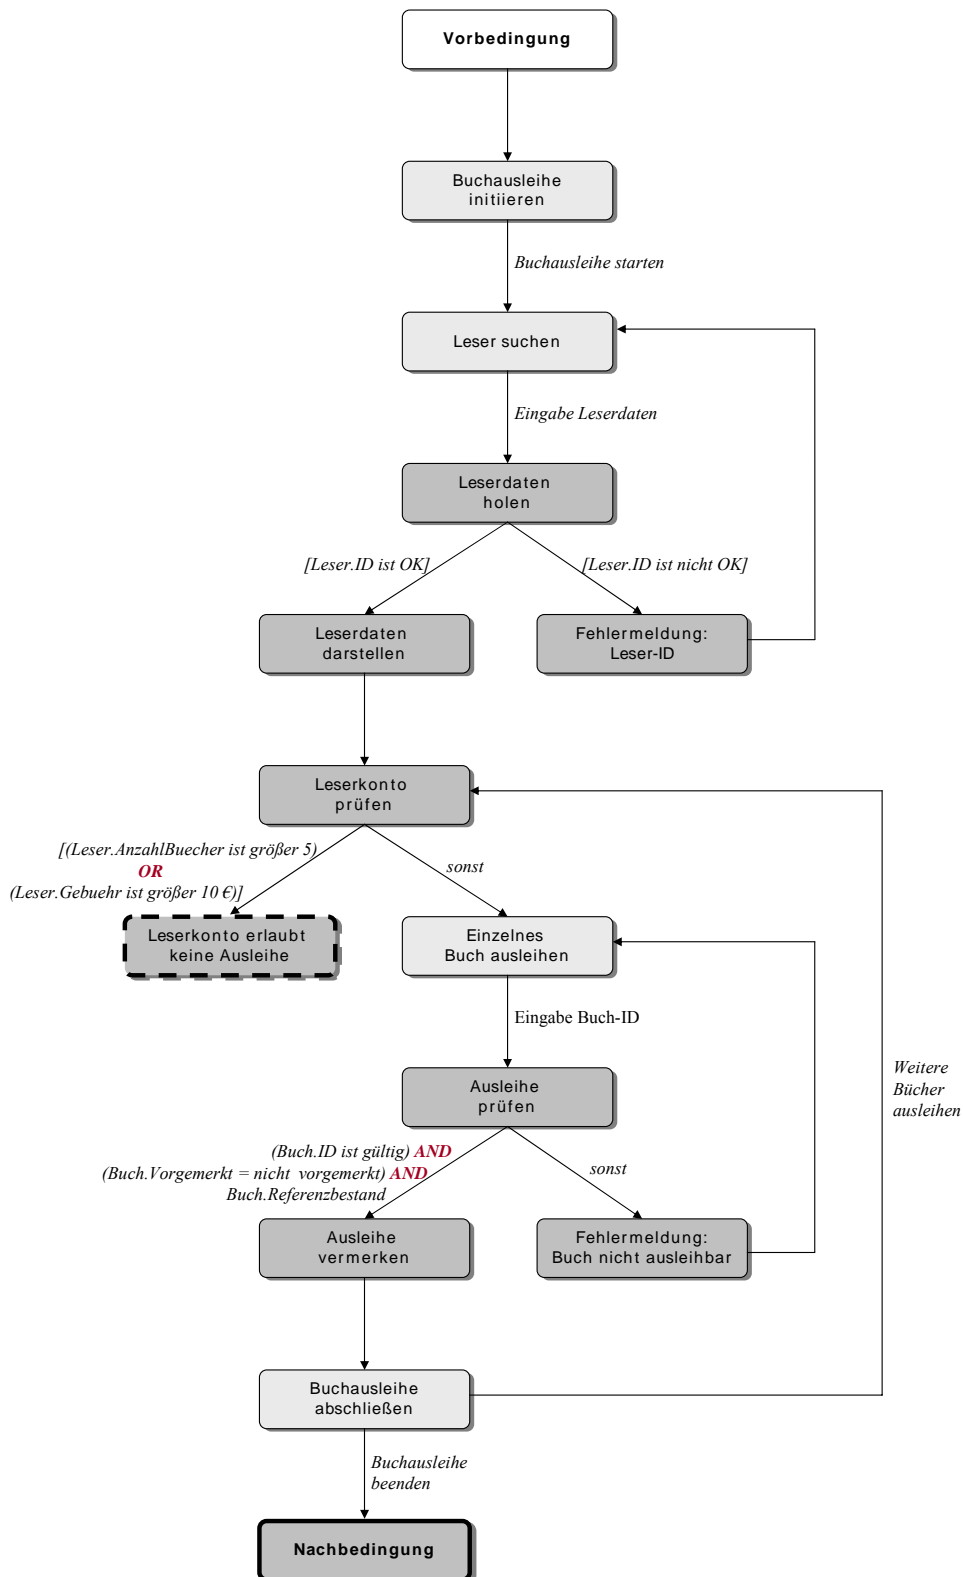 Vorbedingung
Buchausleihe
initiieren
Buchausleihe starten
Leser suchen
Eingabe Leserdaten
Leserdaten
holen
[Leser.ID ist OK]
[Leser.ID ist nicht OK]
Leserdaten
darstellen
Fehlermeldung:
Leser-ID
Leserkonto
prüfen
[(Leser.AnzahlBuecher ist größer 5)
OR
(Leser.Gebuehr ist größer 10 €)]
sonst
Leserkonto erlaubt
keine Ausleihe
Einzelnes
Buch ausleihen
Eingabe Buch-ID
Weitere
Bücher
ausleihen
Ausleihe
prüfen
(Buch.ID ist gültig) AND
(Buch.Vorgemerkt = nicht vorgemerkt) AND
Buch.Referenzbestand
sonst
Ausleihe
vermerken
Fehlermeldung:
Buch nicht ausleihbar
Buchausleihe
abschließen
Buchausleihe
beenden
Nachbedingung